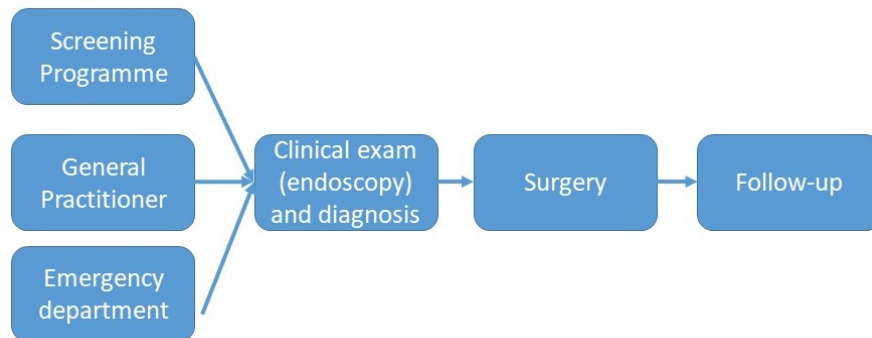 Screening
Programme
General
Practitioner
Emergency
department
Clinical exam
(endoscopy)
and diagnosis
Surgery
Follow-up